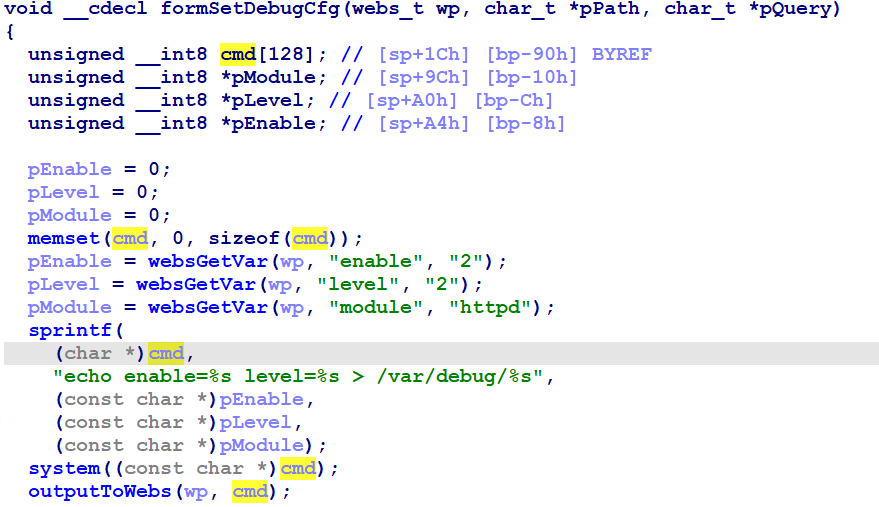 void __cdecl formSetDebugCfg(webs_t wp, char_t *pPath, char_t *pQuery)
{
  unsigned __int8 cmd[128]; // [sp+1Ch] [bp-90h] BYREF
  unsigned __int8 *pModule; // [sp+9Ch] [bp-10h]
  unsigned __int8 *pLevel; // [sp+A0h] [bp-Ch]
  unsigned __int8 *pEnable; // [sp+A4h] [bp-8h]

  pEnable = 0;
  pLevel = 0;
  pModule = 0;
  memset(cmd, 0, sizeof(cmd));
  pEnable = websGetVar(wp, "enable", "2");
  pLevel = websGetVar(wp, "level", "2");
  pModule = websGetVar(wp, "module", "httpd");
  sprintf(
    (char *)cmd,
    "echo enable=%s level=%s > /var/debug/%s",
    (const char *)pEnable,
    (const char *)pLevel,
    (const char *)pModule);
  system((const char *)cmd);
  outputToWebs(wp, cmd);